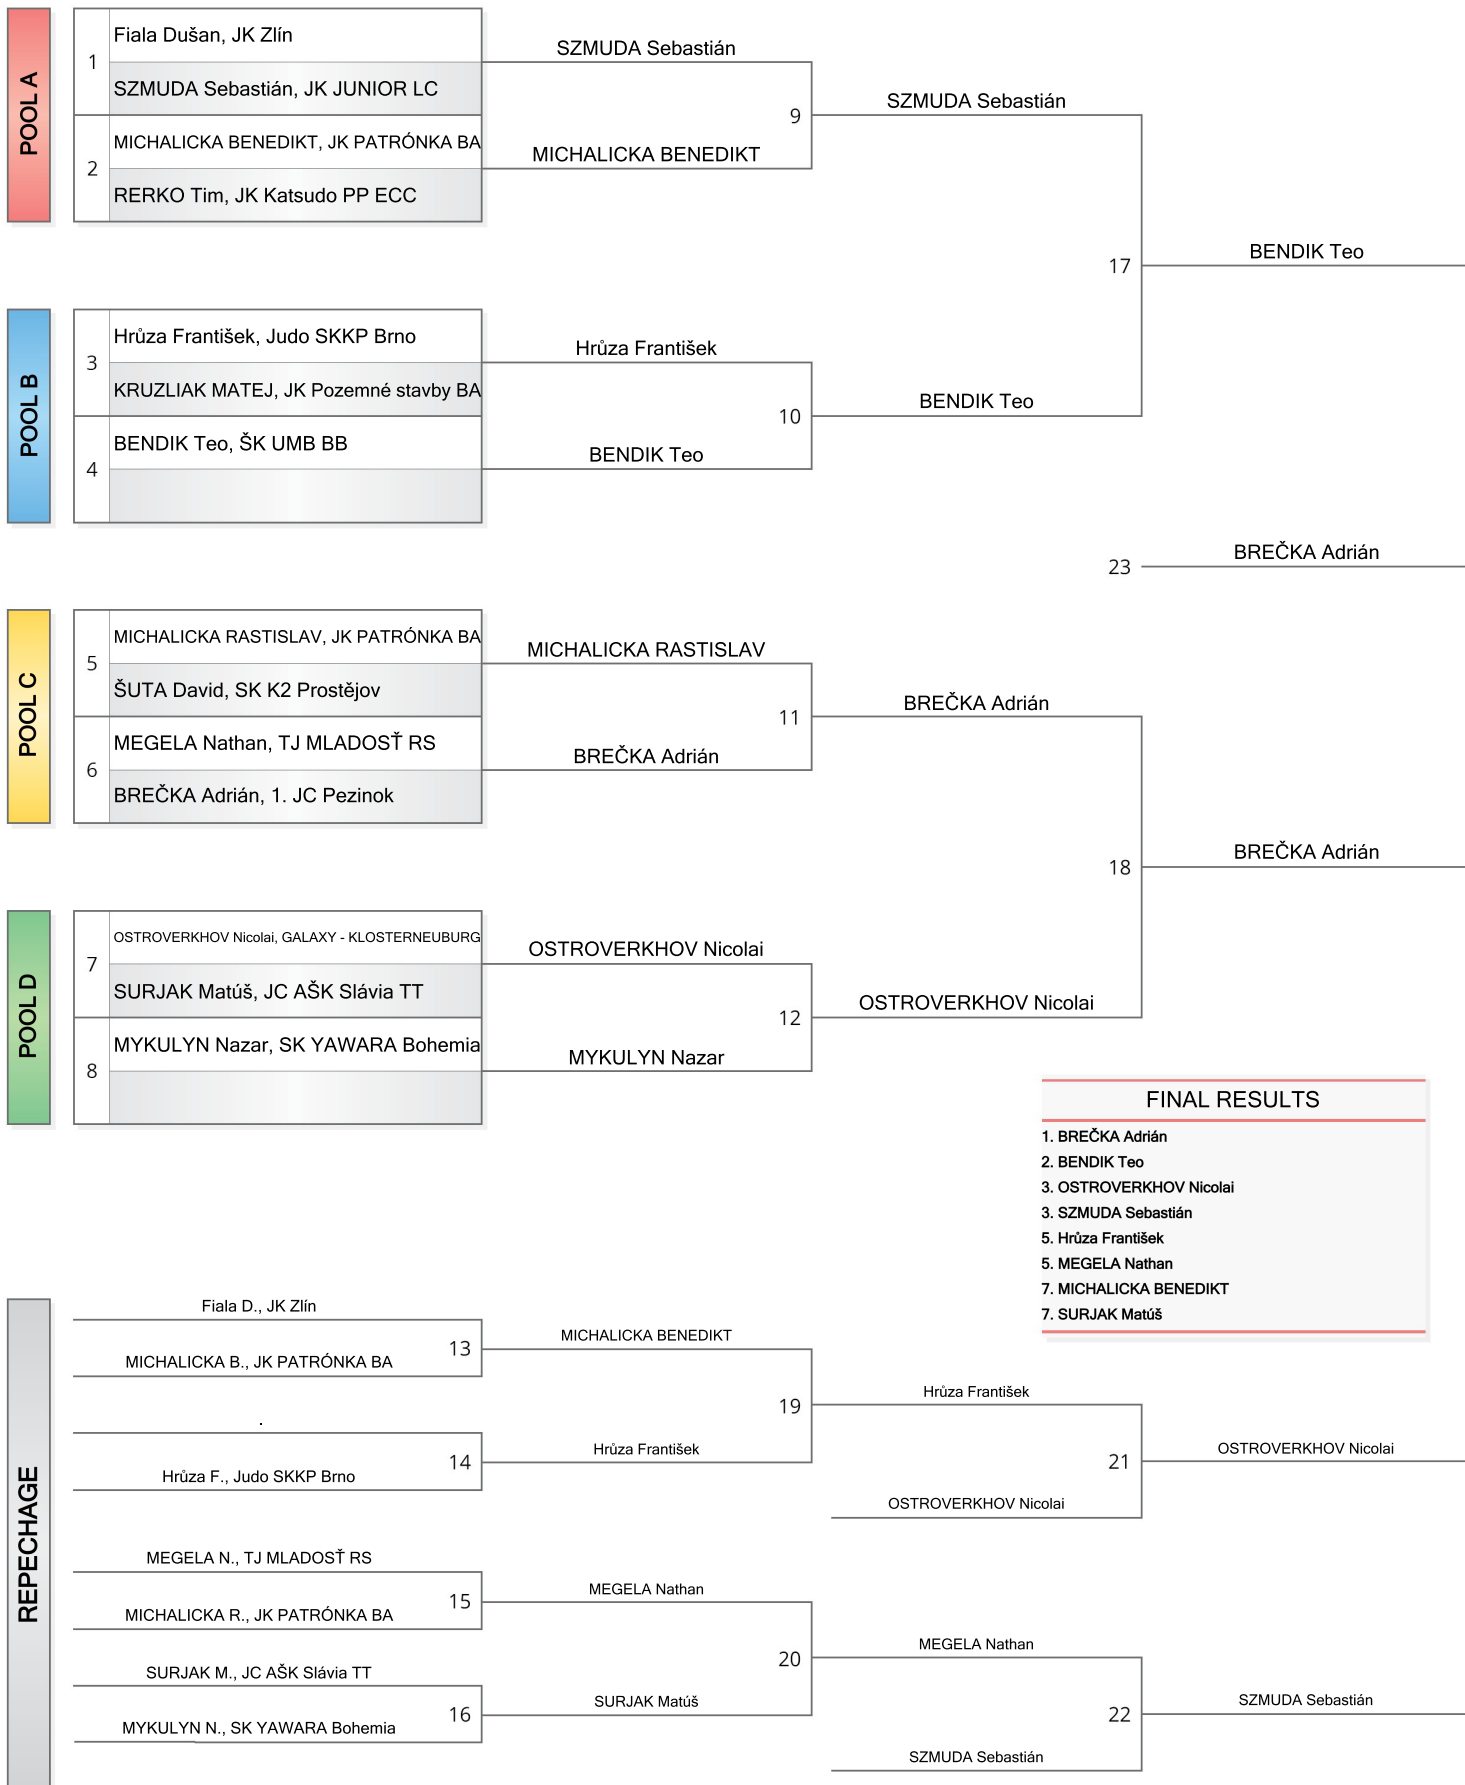 POOL A
1
Fiala Dušan, JK Zlín
SZMUDA Sebastián, JK JUNIOR LC
2
MICHALICKA BENEDIKT, JK PATRÓNKA BA
RERKO Tim, JK Katsudo PP ECC
SZMUDA Sebastián
9
MICHALICKA BENEDIKT
SZMUDA Sebastián
17
BENDIK Teo
POOL B
3
Hrůza František, Judo SKKP Brno
KRUZLIAK MATEJ, JK Pozemné stavby BA
4
BENDIK Teo, ŠK UMB BB
Hrůza František
10
BENDIK Teo
BENDIK Teo
23
BREČKA Adrián
POOL C
5
MICHALICKA RASTISLAV, JK PATRÓNKA BA
ŠUTA David, SK K2 Prostějov
6
MEGELA Nathan, TJ MLADOSŤ RS
BREČKA Adrián, 1. JC Pezinok
MICHALICKA RASTISLAV
11
BREČKA Adrián
BREČKA Adrián
18
BREČKA Adrián
POOL D
7
OSTROVERKHOV Nicolai, GALAXY - KLOSTERNEUBURG
SURJAK Matúš, JC AŠK Slávia TT
8
MYKULYN Nazar, SK YAWARA Bohemia
OSTROVERKHOV Nicolai
12
MYKULYN Nazar
OSTROVERKHOV Nicolai
FINAL RESULTS
1. BREČKA Adrián
2. BENDIK Teo
3. OSTROVERKHOV Nicolai
3. SZMUDA Sebastián
5. Hrůza František
5. MEGELA Nathan
7. MICHALICKA BENEDIKT
7. SURJAK Matúš
REPECHAGE
Fiala D., JK Zlín
13
MICHALICKA B., JK PATRÓNKA BA
.
14
Hrůza F., Judo SKKP Brno
MICHALICKA BENEDIKT
19
Hrůza František
Hrůza František
21
OSTROVERKHOV Nicolai
OSTROVERKHOV Nicolai
MEGELA N., TJ MLADOSŤ RS
15
MICHALICKA R., JK PATRÓNKA BA
SURJAK M., JC AŠK Slávia TT
16
MYKULYN N., SK YAWARA Bohemia
MEGELA Nathan
20
SURJAK Matúš
MEGELA Nathan
22
SZMUDA Sebastián
SZMUDA Sebastián